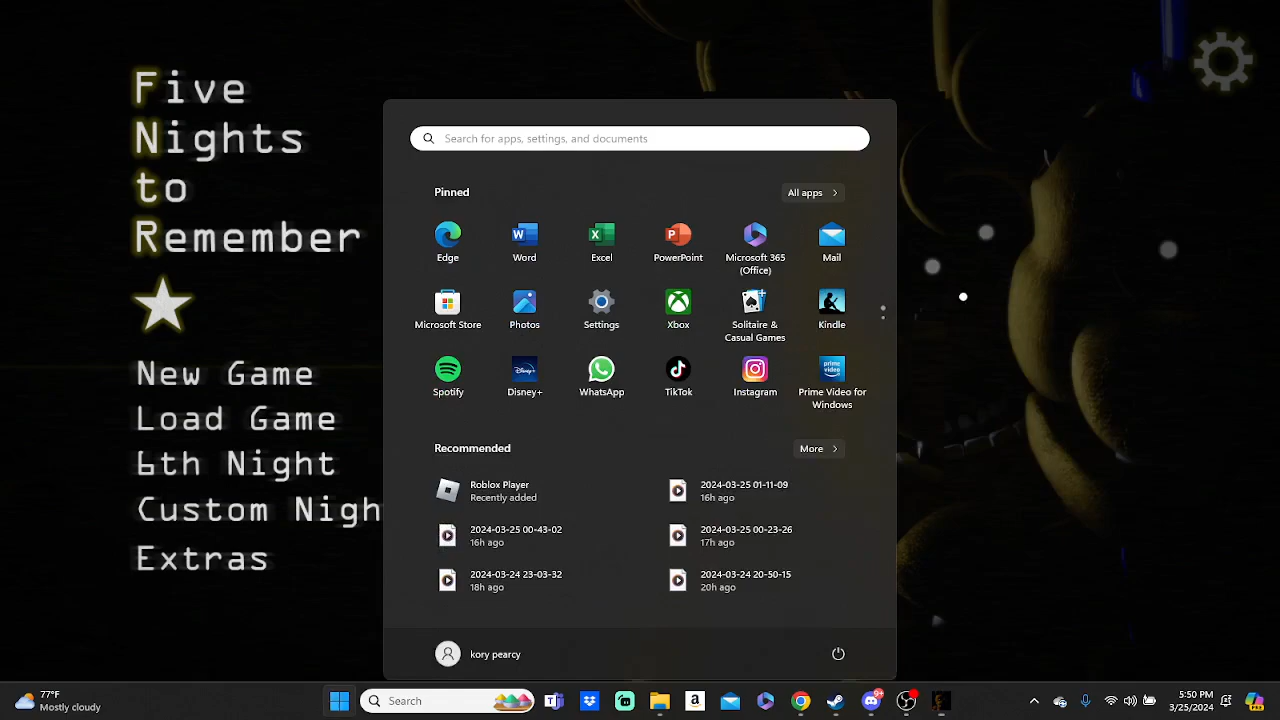 Five
Nights
to
Remember
New Game
Load Game
6th Night
Custom Nigh
Extras
Search for apps, settings, and documents
Pinned
All apps
Edge
Word
Excel
PowerPoint
Microsoft 365
(Office)
Mail
Microsoft Store
Photos
Settings
Xbox
Solitaire &
Casual Games
Kindle
Spotify
Disney+
WhatsApp
TikTok
Instagram
Prime Video for
Windows
Recommended
More
Roblox Player
Recently added
2024-03-25 01-11-09
16h ago
2024-03-25 00-43-02
16h ago
2024-03-25 00-23-26
17h ago
2024-03-24 23-03-32
18h ago
2024-03-24 20-50-15
20h ago
kory pearcy
77°F
Mostly cloudy
Search
9+
5:50 PM
3/25/2024